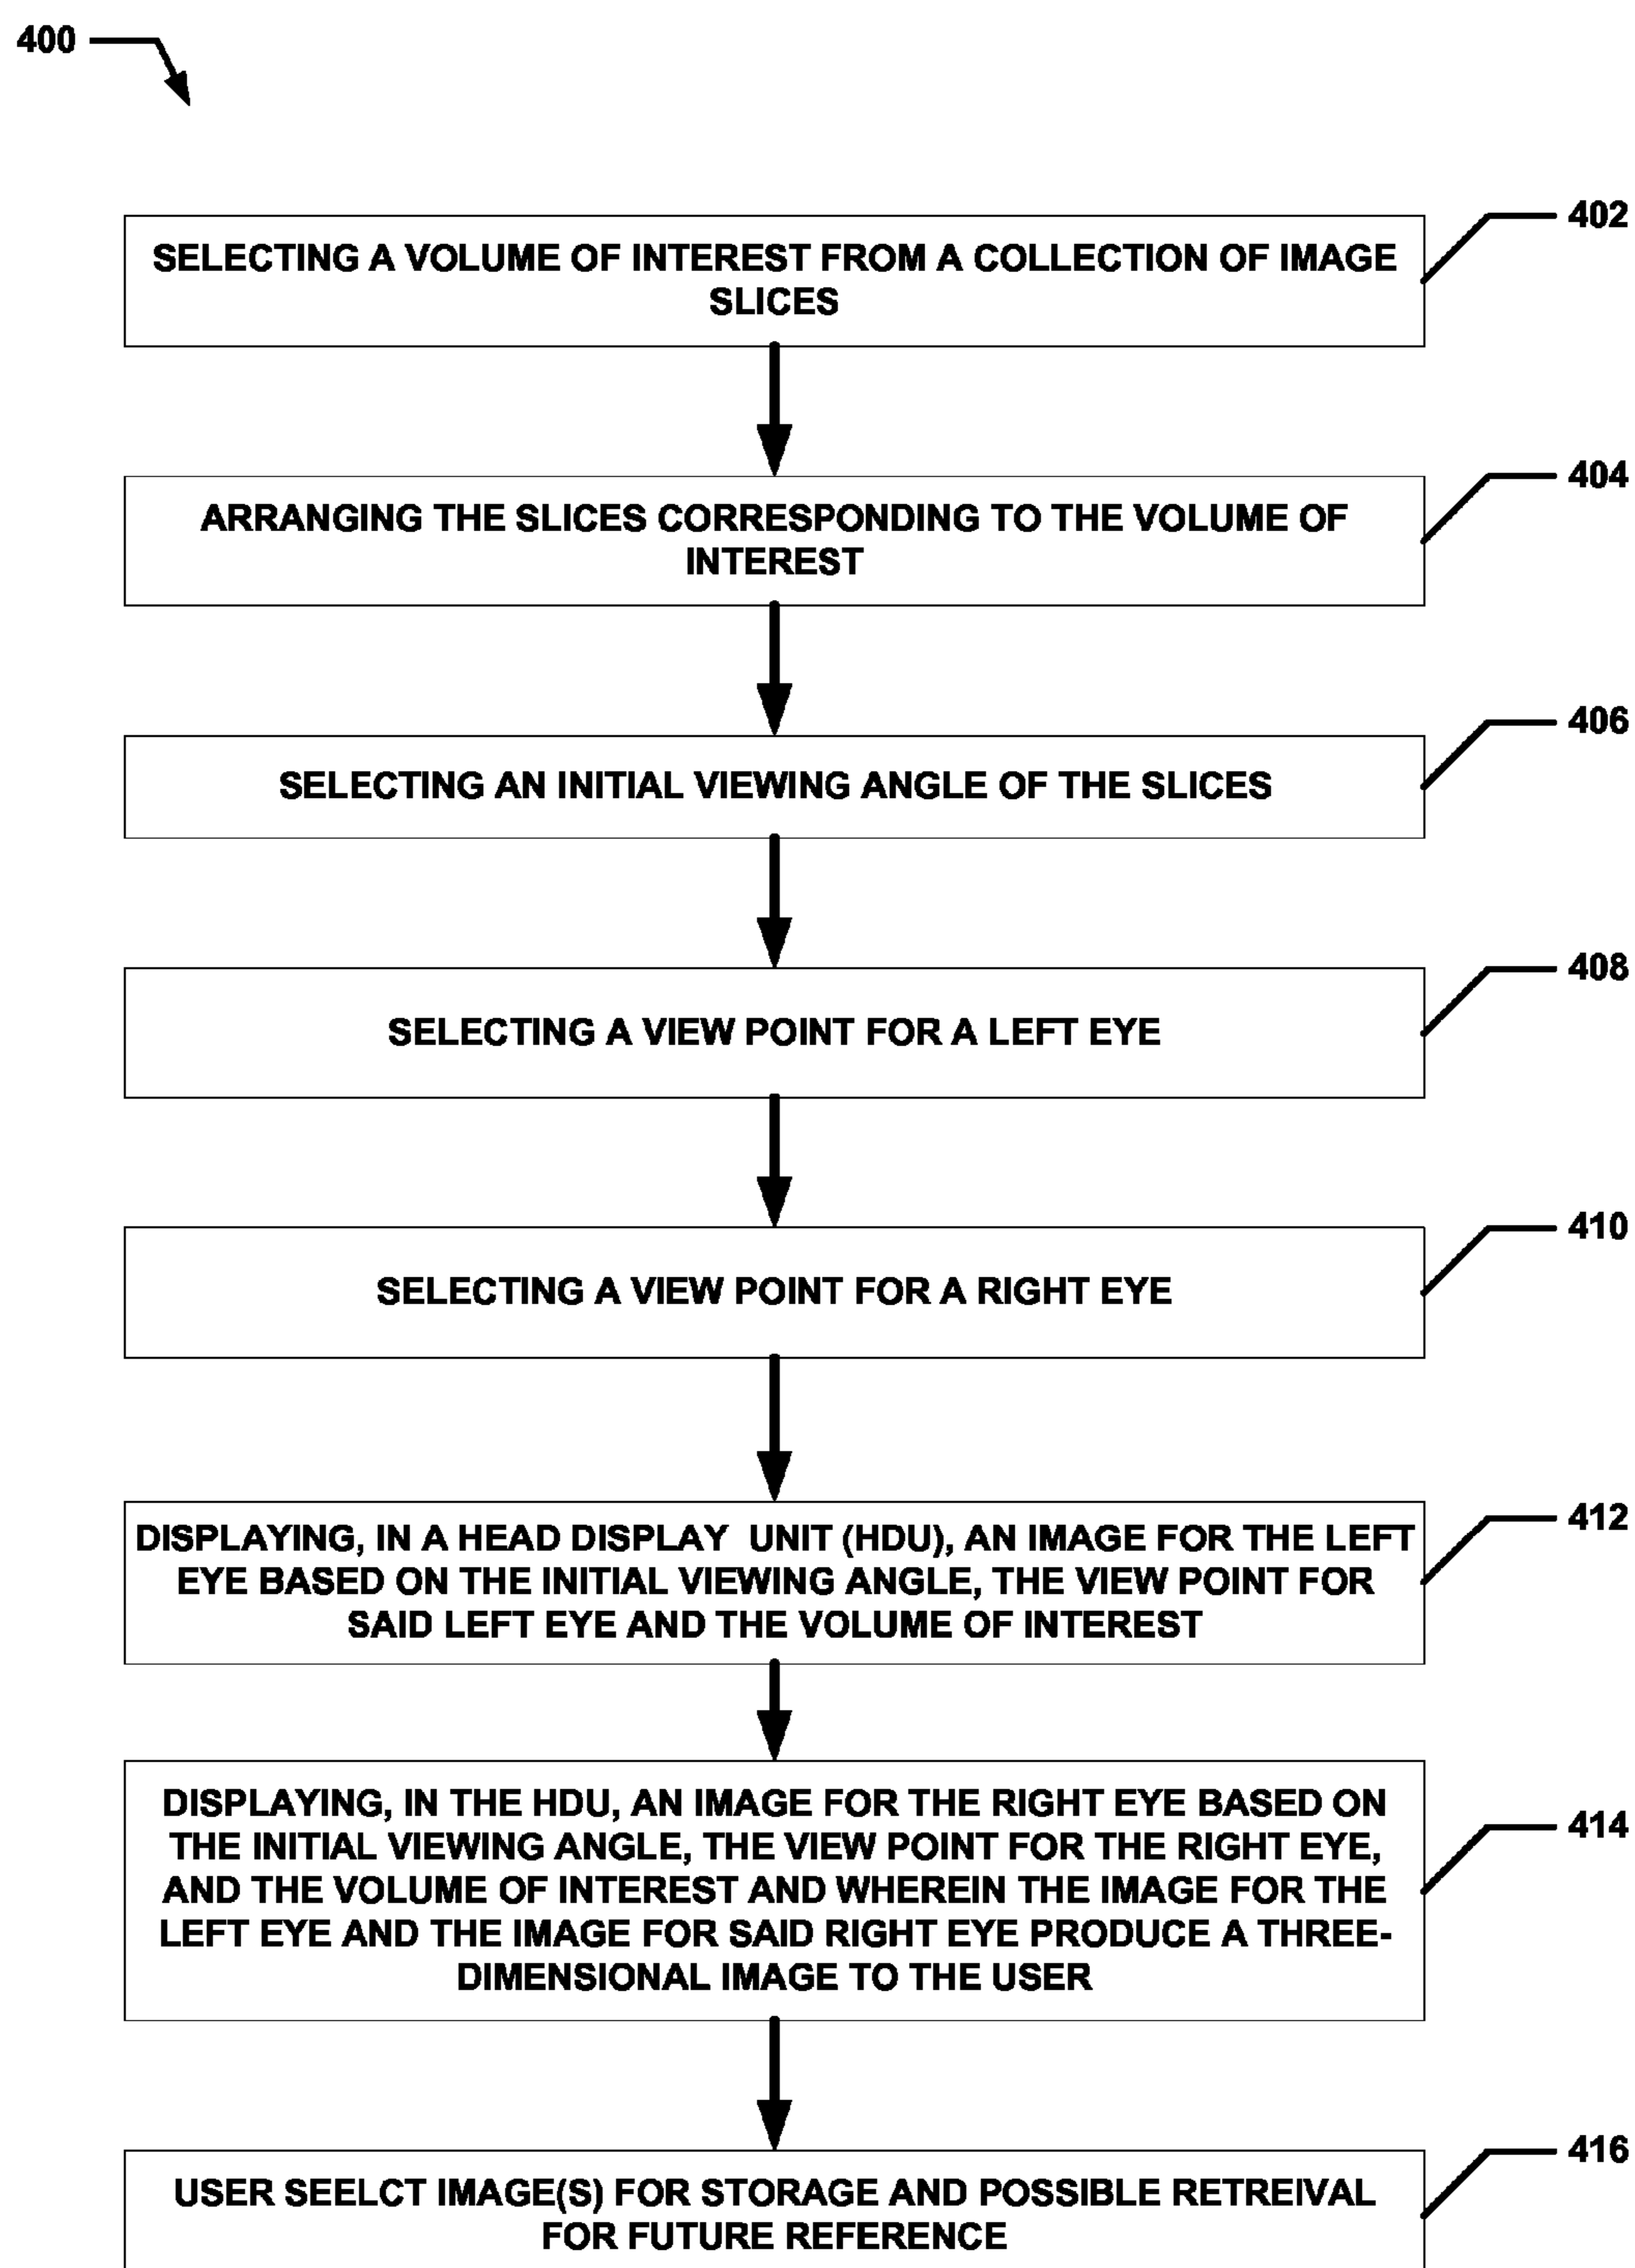 400
402
SELECTING A VOLUME OF INTEREST FROM A COLLECTION OF IMAGE
SLICES
404
ARRANGING THE SLICES CORRESPONDING TO THE VOLUME OF
INTEREST
406
SELECTING AN INITIAL VIEWING ANGLE OF THE SLICES
408
SELECTING A VIEW POINT FOR A LEFT EYE
410
SELECTING A VIEW POINT FOR A RIGHT EYE
412
DISPLAYING, IN A HEAD DISPLAY UNIT (HDU), AN IMAGE FOR THE LEFT
EYE BASED ON THE INITIAL VIEWING ANGLE, THE VIEW POINT FOR
SAID LEFT EYE AND THE VOLUME OF INTEREST
414
DISPLAYING, IN THE HDU, AN IMAGE FOR THE RIGHT EYE BASED ON
THE INITIAL VIEWING ANGLE, THE VIEW POINT FOR THE RIGHT EYE,
AND THE VOLUME OF INTEREST AND WHEREIN THE IMAGE FOR THE
LEFT EYE AND THE IMAGE FOR SAID RIGHT EYE PRODUCE A THREE-
DIMENSIONAL IMAGE TO THE USER
416
USER SEELCT IMAGE(S) FOR STORAGE AND POSSIBLE RETREIVAL
FOR FUTURE REFERENCE